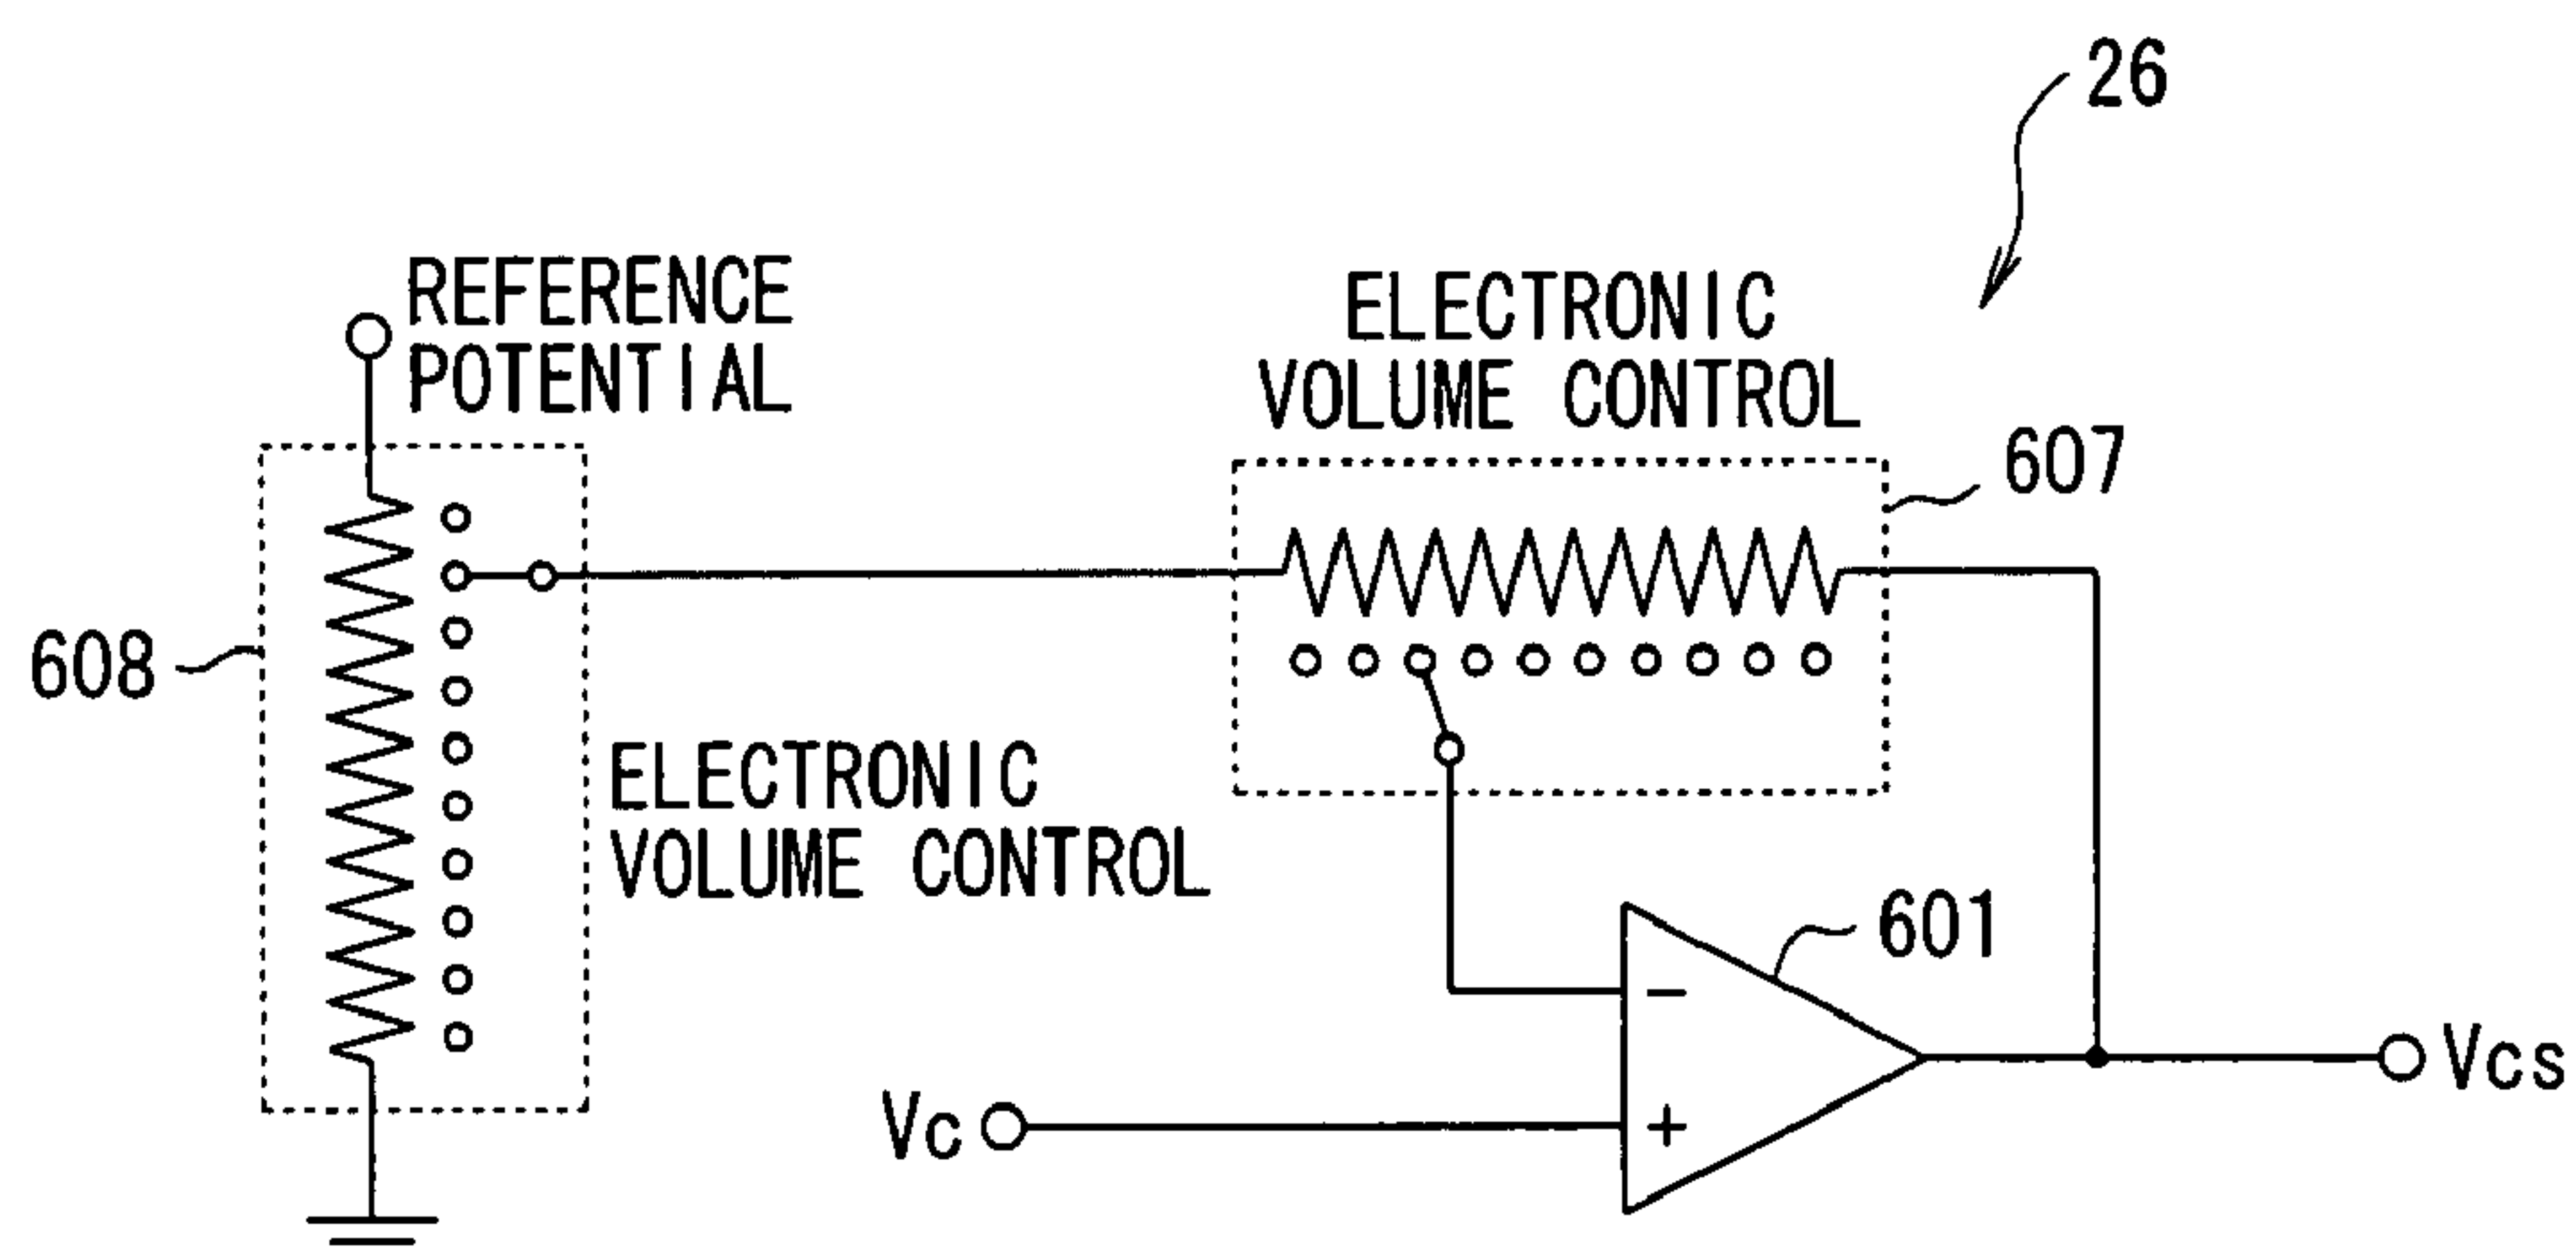 26
REFERENCE
POTENTIAL
ELECTRONIC
VOLUME CONTROL
607
608
ELECTRONIC
VOLUME CONTROL
601
−
+
Vc
Vcs